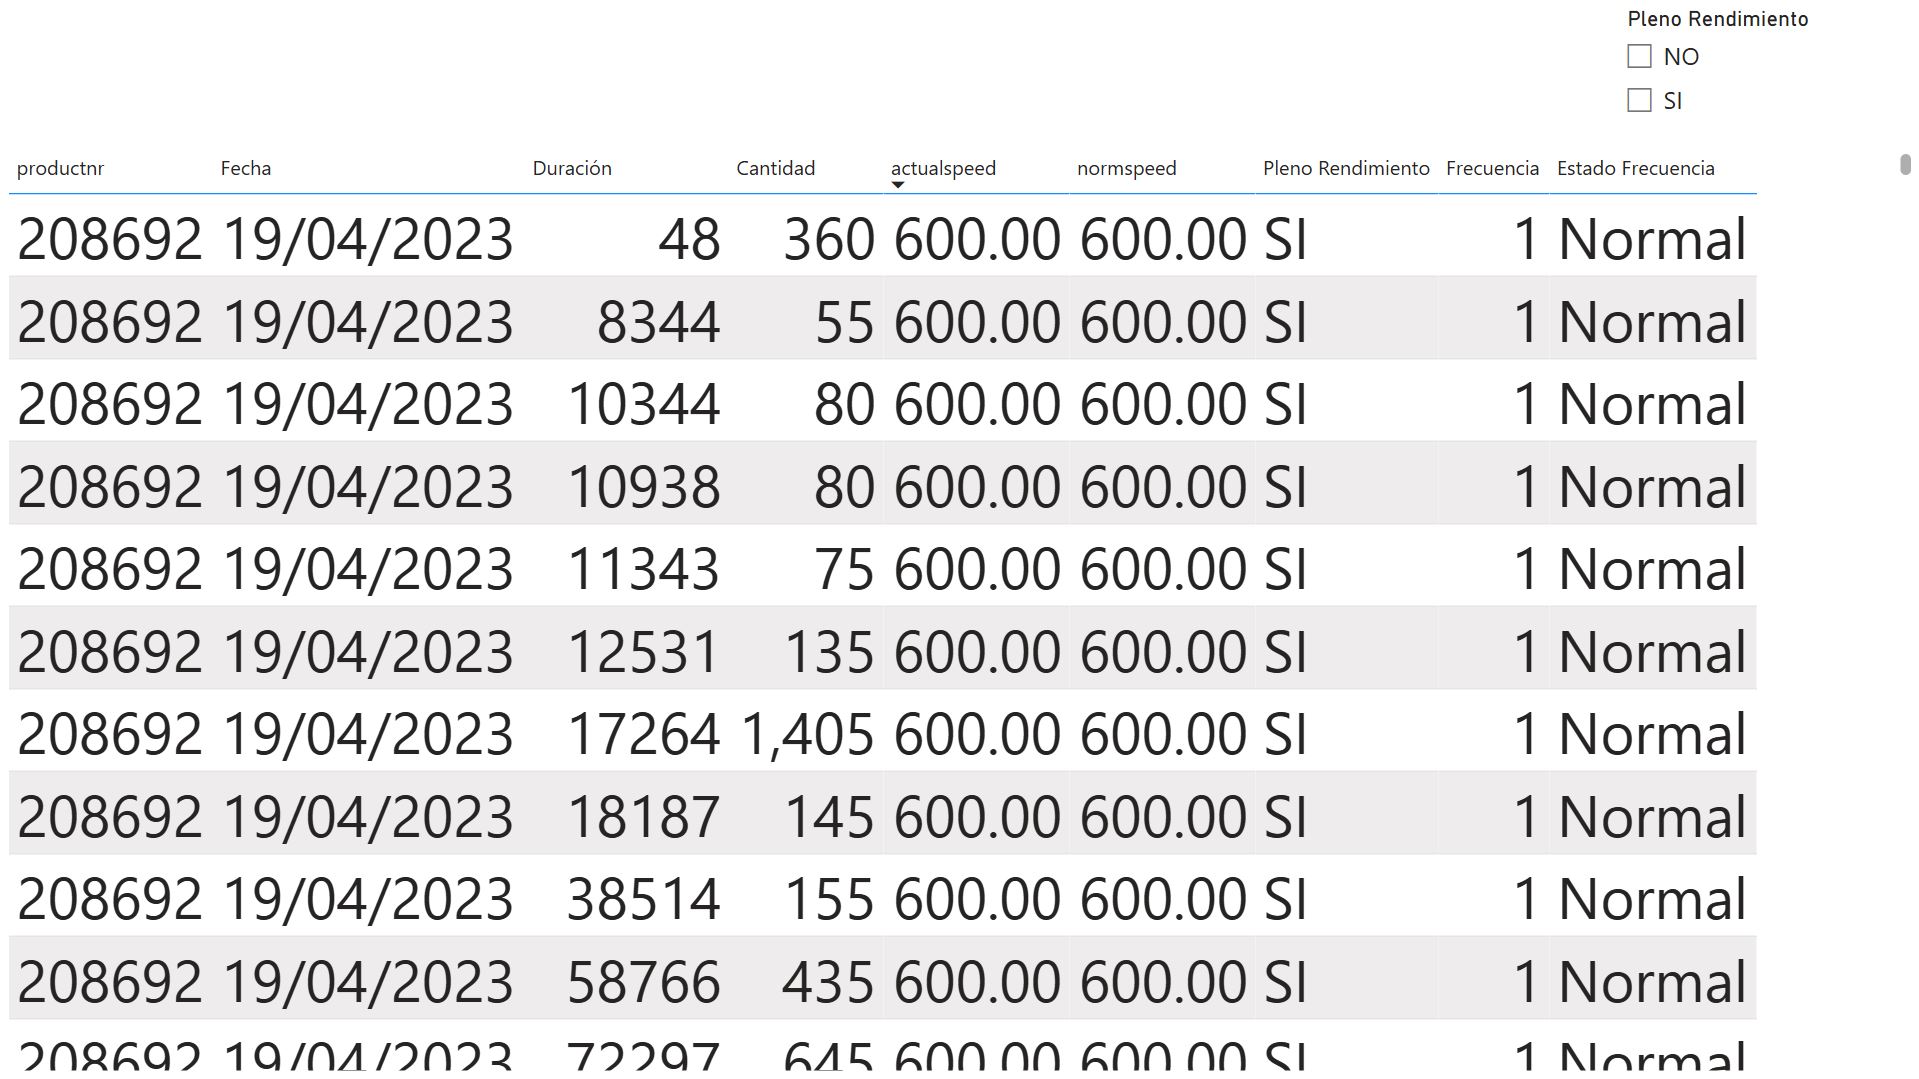 Pleno Rendimiento
NO
SI
productnr Fecha Duración Cantidad actualspeed normspeed Pleno Rendimiento Frecuencia Estado Frecuencia
208692 19/04/2023 48 360 600.00 600.00 SI 1 Normal
208692 19/04/2023 8344 55 600.00 600.00 SI 1 Normal
208692 19/04/2023 10344 80 600.00 600.00 SI 1 Normal
208692 19/04/2023 10938 80 600.00 600.00 SI 1 Normal
208692 19/04/2023 11343 75 600.00 600.00 SI 1 Normal
208692 19/04/2023 12531 135 600.00 600.00 SI 1 Normal
208692 19/04/2023 17264 1,405 600.00 600.00 SI 1 Normal
208692 19/04/2023 18187 145 600.00 600.00 SI 1 Normal
208692 19/04/2023 38514 155 600.00 600.00 SI 1 Normal
208692 19/04/2023 58766 435 600.00 600.00 SI 1 Normal
208692 19/04/2023 72297 645 600.00 600.00 SI 1 Normal